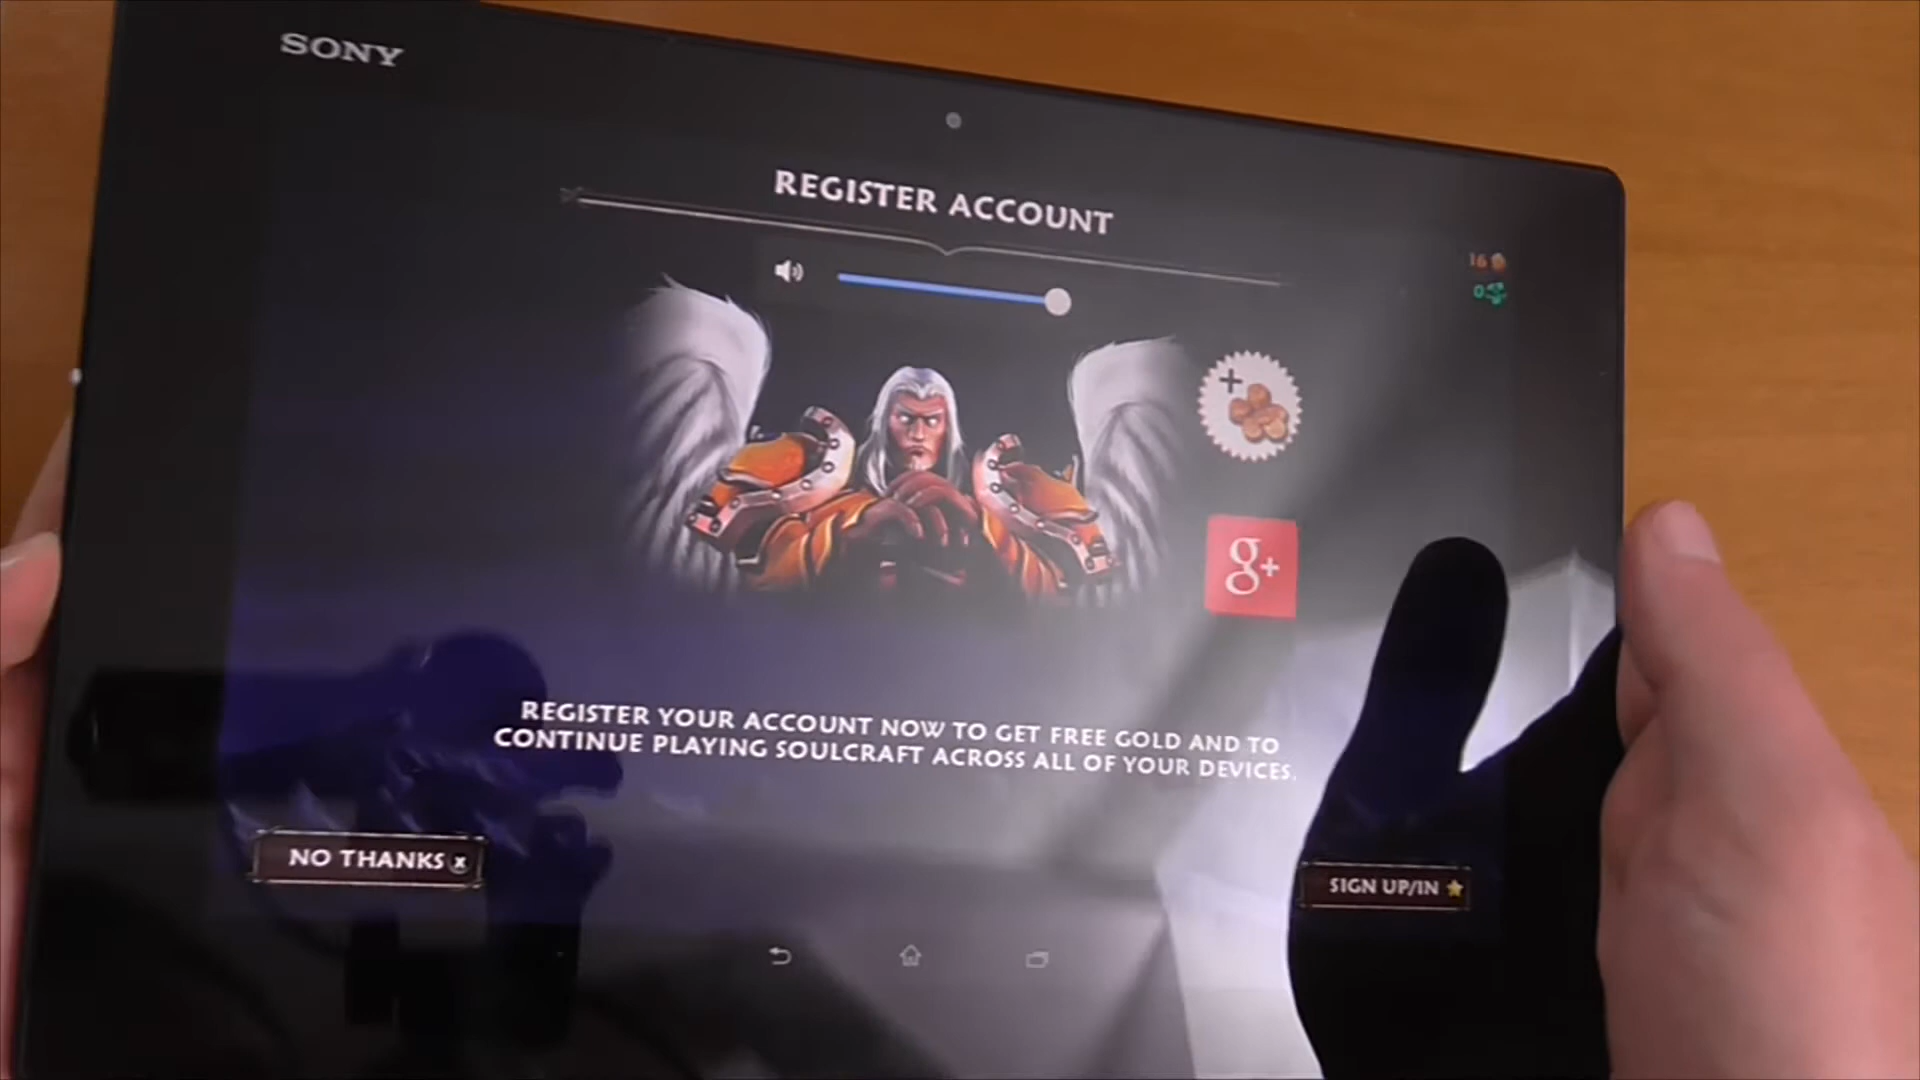 SONY
REGISTER ACCOUNT
16
0
g+
REGISTER YOUR ACCOUNT NOW TO GET FREE GOLD AND TO
CONTINUE PLAYING SOULCRAFT ACROSS ALL OF YOUR DEVICES.
NO THANKS x
SIGN UP/IN